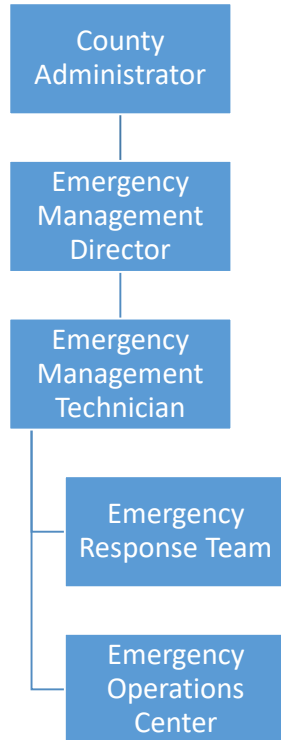 County
Administrator
Emergency
Management
Director
Emergency
Management
Technician
Emergency
Response Team
Emergency
Operations
Center